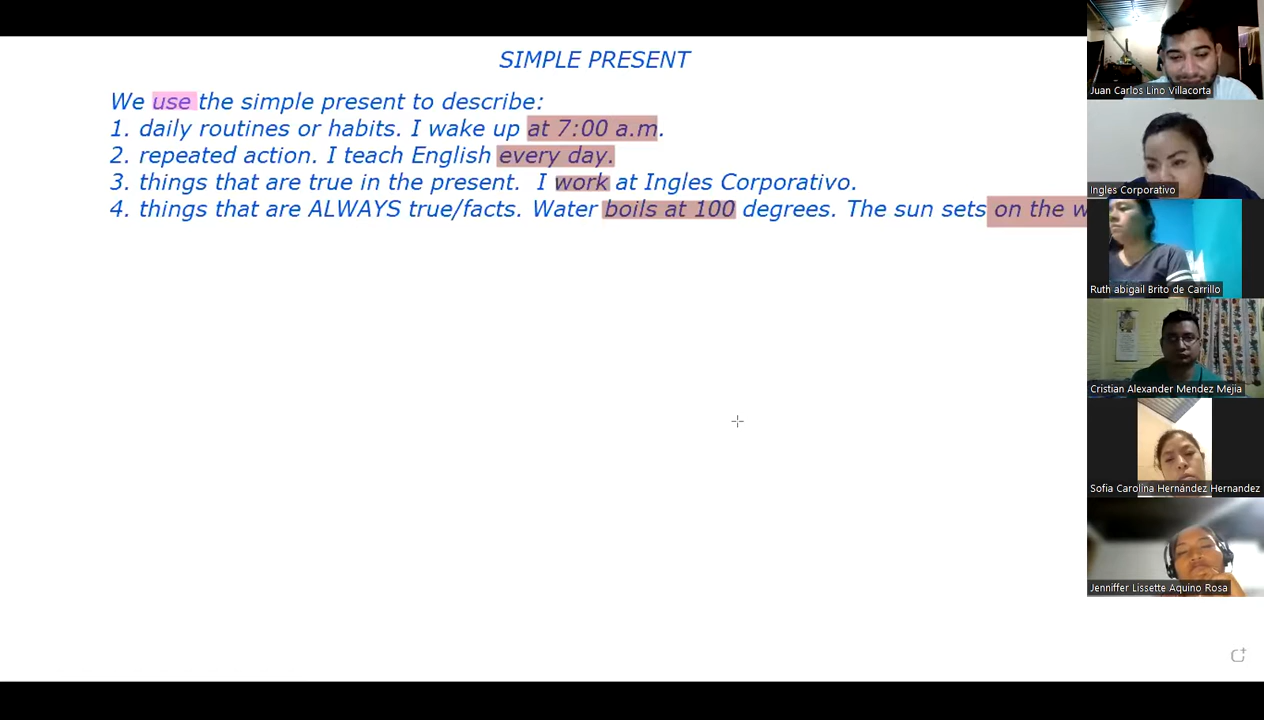 SIMPLE PRESENT
We use the simple present to describe:
1. daily routines or habits. I wake up at 7:00 a.m.
2. repeated action. I teach English every day.
3. things that are true in the present.  I work at Ingles Corporativo.
4. things that are ALWAYS true/facts. Water boils at 100 degrees. The sun sets on the
Juan Carlos Lino Villacorta
Ingles Corporativo
Ruth abigail Brito de Carrillo
Cristian Alexander Mendez Mejia
Sofia Carolina Hernández Hernandez
Jenniffer Lissette Aquino Rosa